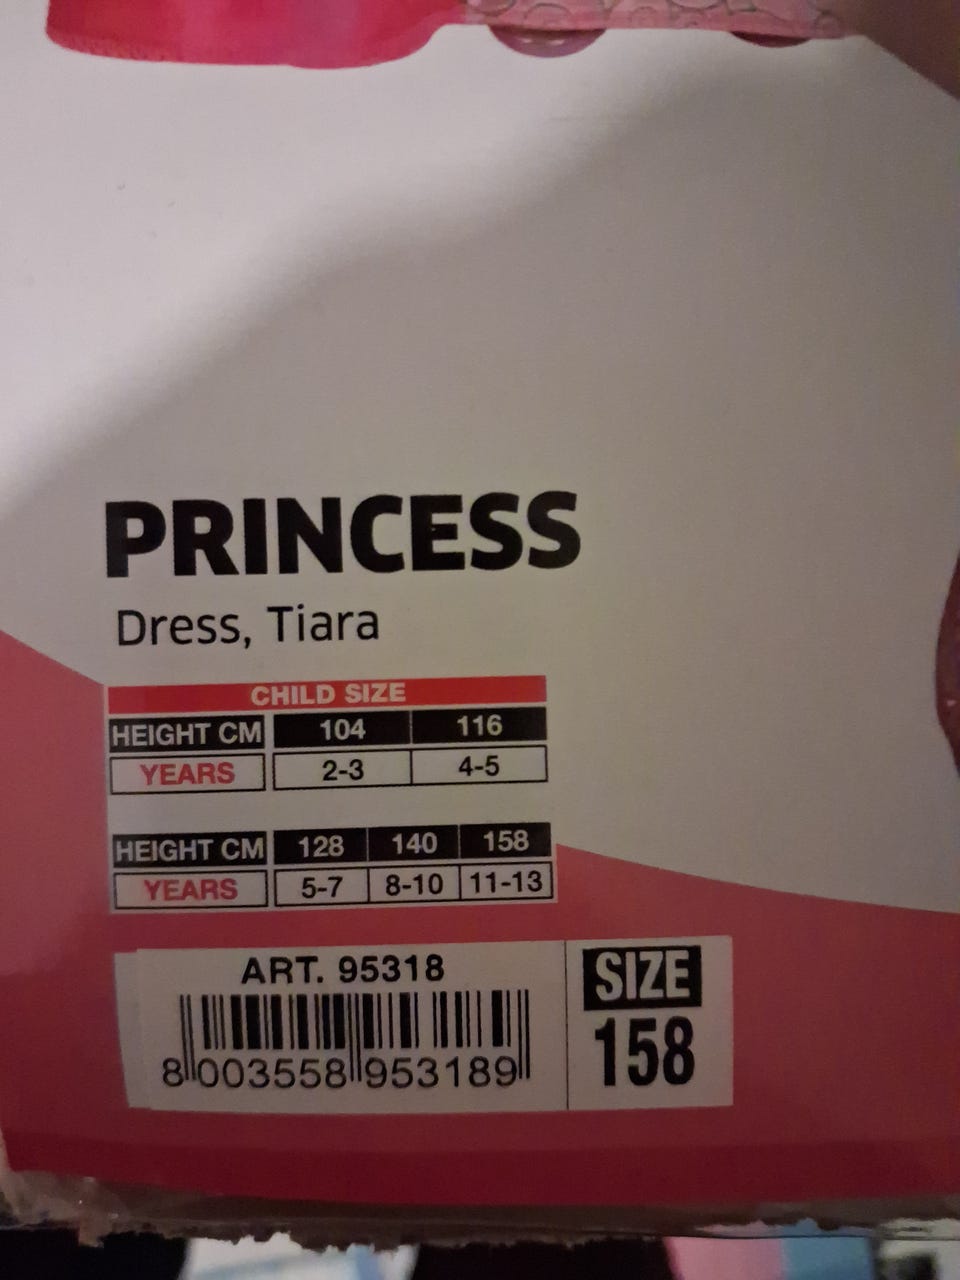 PRINCESS
Dress, Tiara
CHILD SIZE
HEIGHT CM 104 116
YEARS 2-3 4-5
HEIGHT CM 128 140 158
YEARS 5-7 8-10 11-13
ART. 95318
8 003558 953189
SIZE
158